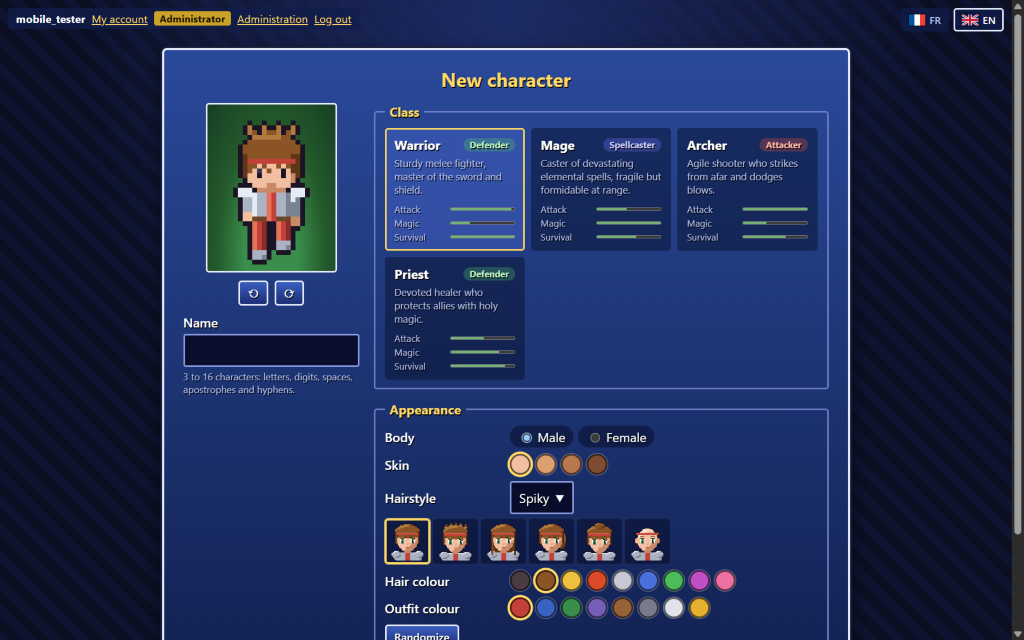 mobile_tester My account Administrator Administration Log out
FR EN
New character
Class
Warrior Defender
Sturdy melee fighter,
master of the sword and
shield.
Attack
Magic
Survival
Mage Spellcaster
Caster of devastating
elemental spells, fragile but
formidable at range.
Attack
Magic
Survival
Archer Attacker
Agile shooter who strikes
from afar and dodges
blows.
Attack
Magic
Survival
Priest Defender
Devoted healer who
protects allies with holy
magic.
Attack
Magic
Survival
Name
3 to 16 characters: letters, digits, spaces,
apostrophes and hyphens.
Appearance
Body Male Female
Skin
Hairstyle Spiky ▼
Hair colour
Outfit colour
Randomize